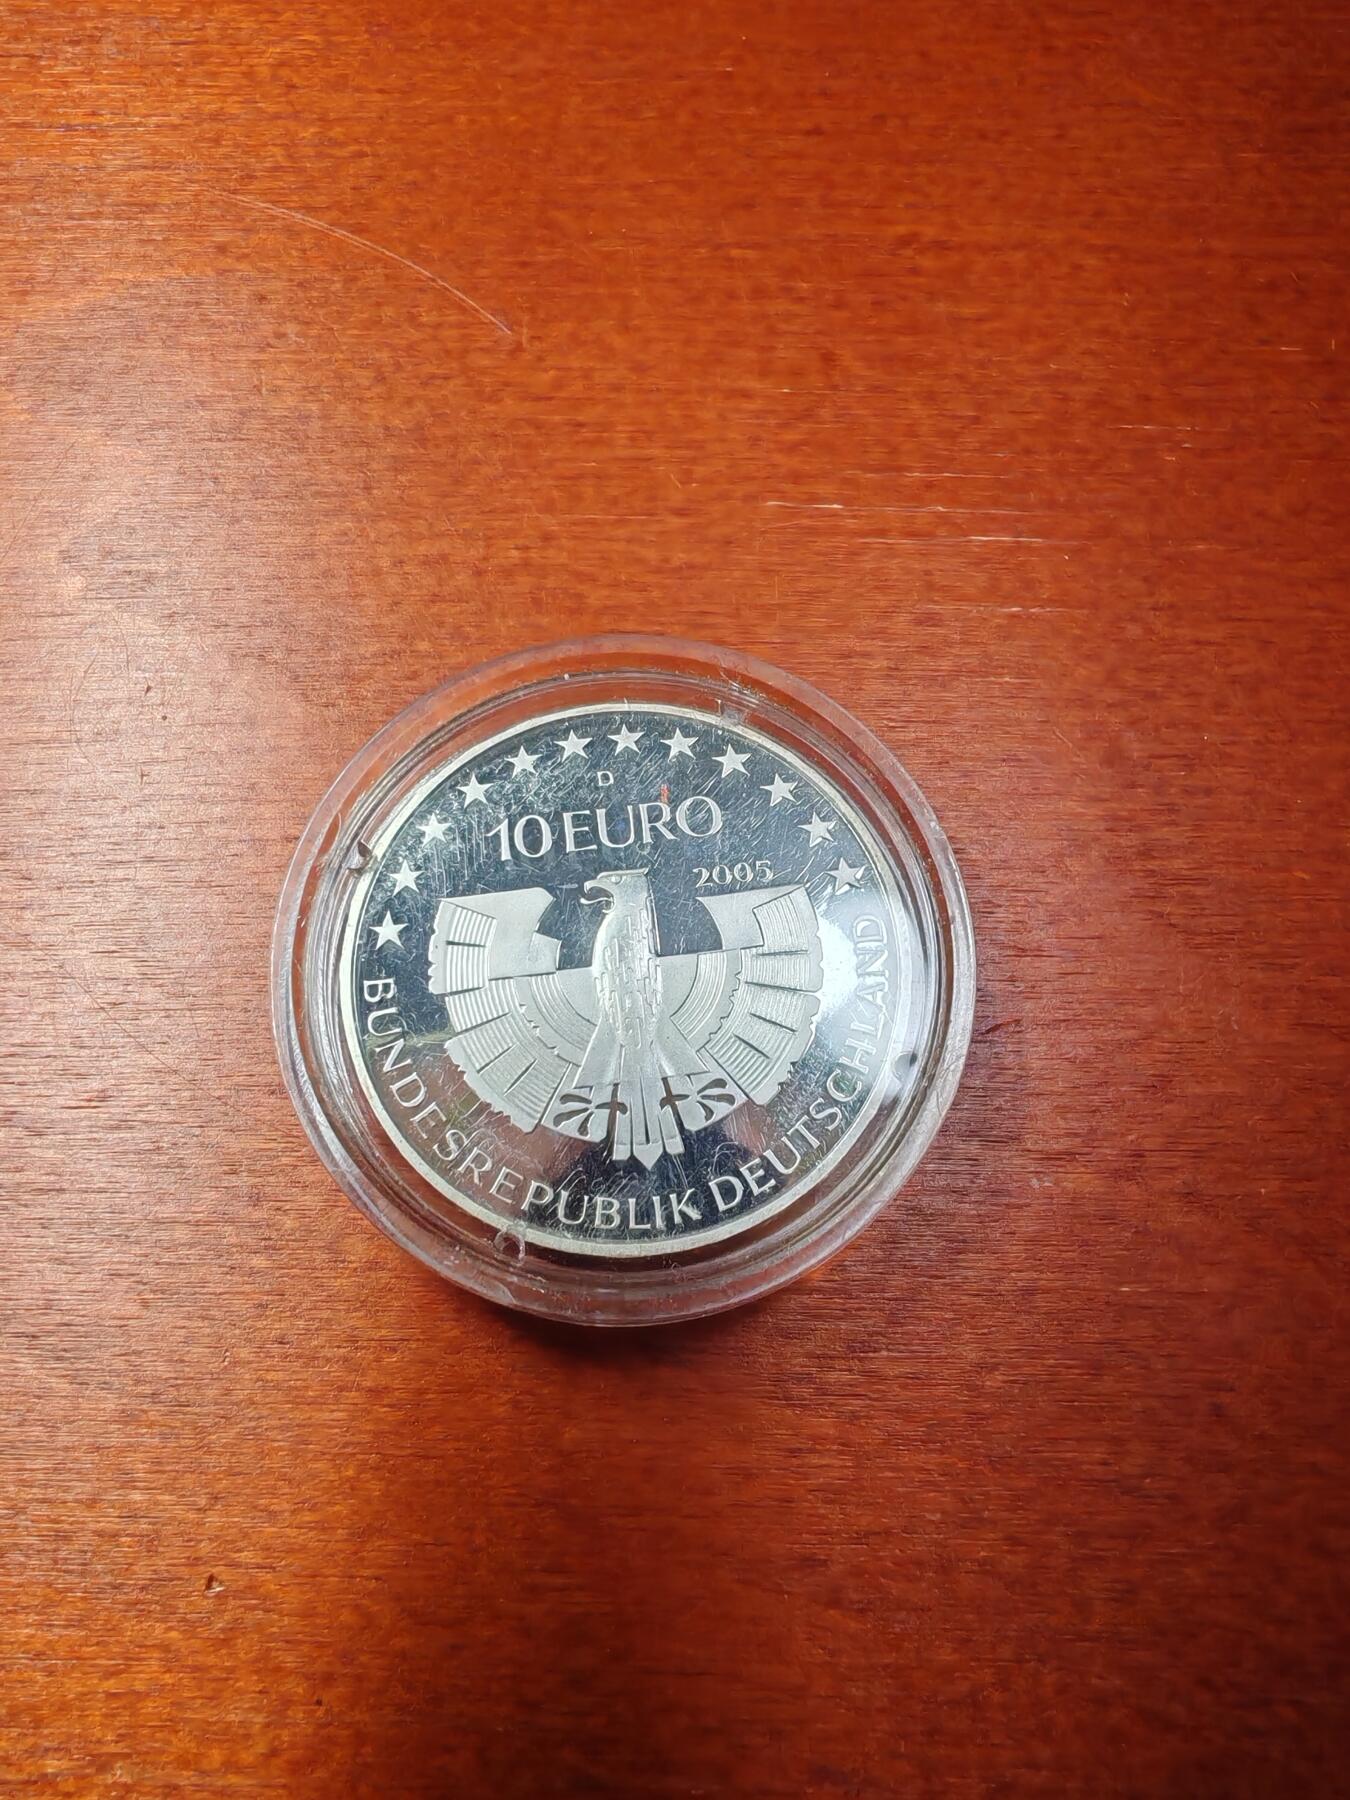 D
10 EURO
2005
BUNDESREPUBLIK DEUTSCHLAND